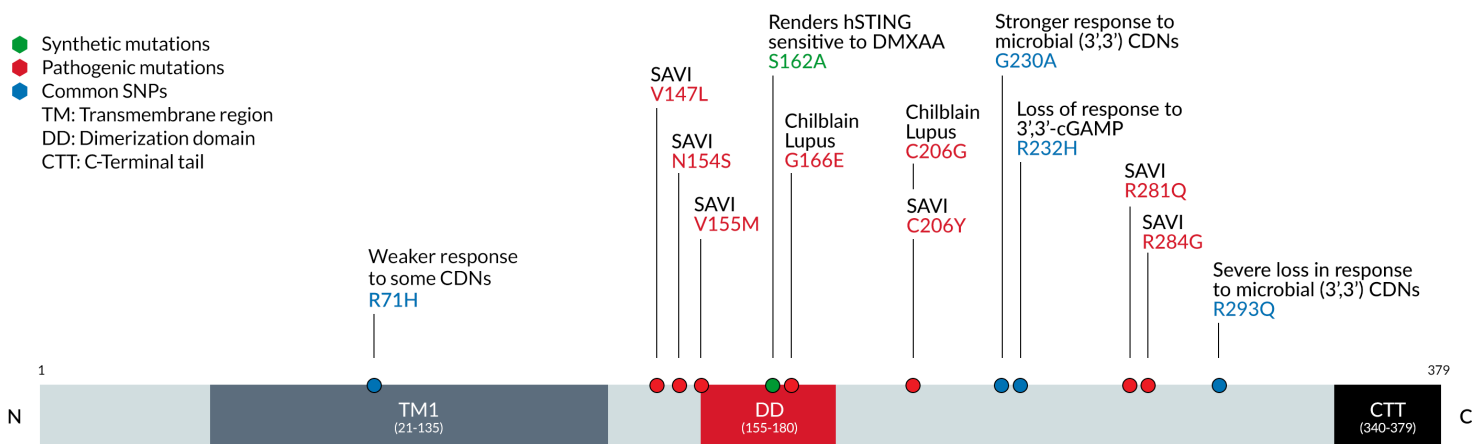 Synthetic mutations
Pathogenic mutations
Common SNPs
TM: Transmembrane region
DD: Dimerization domain
CTT: C-Terminal tail
Weaker response
to some CDNs
R71H
SAVI
V147L
SAVI
N154S
SAVI
V155M
Renders hSTING
sensitive to DMXAA
S162A
Chilblain
Lupus
G166E
Chilblain
Lupus
C206G
SAVI
C206Y
Stronger response to
microbial (3’,3’) CDNs
G230A
Loss of response to
3’,3’-cGAMP
R232H
SAVI
R281Q
SAVI
R284G
Severe loss in response
to microbial (3’,3’) CDNs
R293Q
1
379
N
TM1
(21-135)
DD
(155-180)
CTT
(340-379)
C